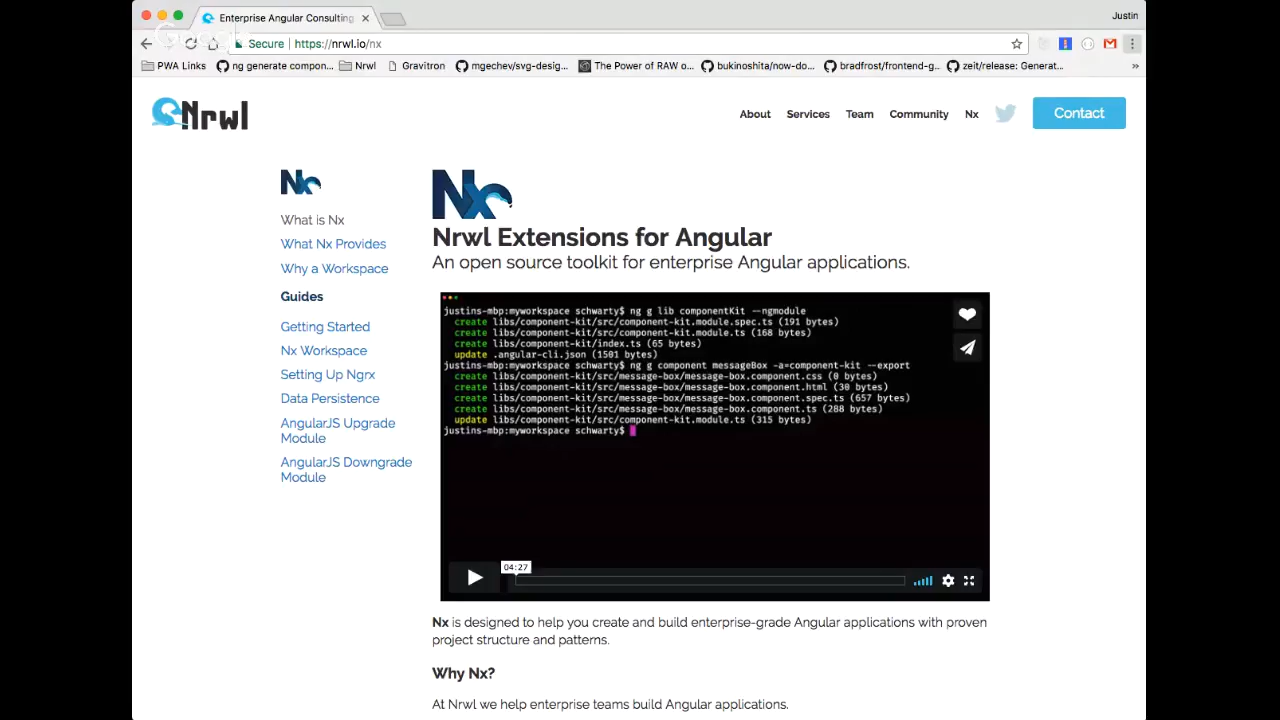 Enterprise Angular Consulting
Justin
Secure | https://nrwl.io/nx
PWA Links ng generate compon... Nrwl Gravitron mgechev/svg-desig... The Power of RAW o... bukinoshita/now-do... bradfrost/frontend-g... zeit/release: Generat... »
Nrwl
About Services Team Community Nx Contact
Nx
What is Nx
What Nx Provides
Why a Workspace
Guides
Getting Started
Nx Workspace
Setting Up Ngrx
Data Persistence
AngularJS Upgrade
Module
AngularJS Downgrade
Module
Nx
Nrwl Extensions for Angular
An open source toolkit for enterprise Angular applications.
justins-mbp:myworkspace schwarty$ ng g lib componentKit --ngmodule
create libs/component-kit/src/component-kit.module.spec.ts (191 bytes)
create libs/component-kit/src/component-kit.module.ts (168 bytes)
create libs/component-kit/index.ts (65 bytes)
update .angular-cli.json (1501 bytes)
justins-mbp:myworkspace schwarty$ ng g component messageBox -a=component-kit --export
create libs/component-kit/src/message-box/message-box.component.css (0 bytes)
create libs/component-kit/src/message-box/message-box.component.html (30 bytes)
create libs/component-kit/src/message-box/message-box.component.spec.ts (657 bytes)
create libs/component-kit/src/message-box/message-box.component.ts (288 bytes)
update libs/component-kit/src/component-kit.module.ts (315 bytes)
justins-mbp:myworkspace schwarty$
04:27
Nx is designed to help you create and build enterprise-grade Angular applications with proven
project structure and patterns.
Why Nx?
At Nrwl we help enterprise teams build Angular applications.